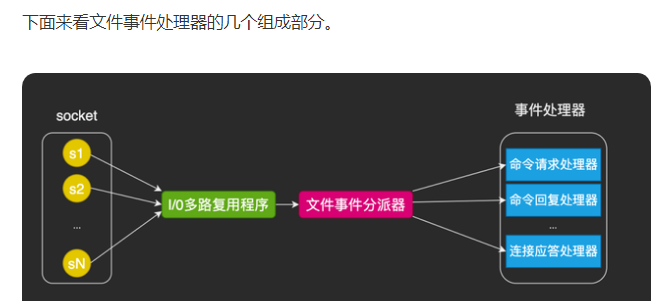 下面来看文件事件处理器的几个组成部分。
socket
事件处理器
s1
s2
...
sN
I/O多路复用程序
文件事件分派器
命令请求处理器
命令回复处理器
...
连接应答处理器